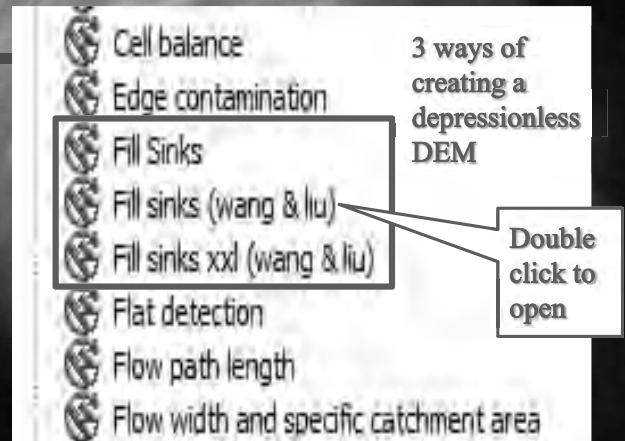 Cell balance
Edge contamination
Fill Sinks
Fill sinks (wang & liu)
Fill sinks xxl (wang & liu)
Flat detection
Flow path length
Flow width and specific catchment area
3 ways of
creating a
depressionless
DEM
Double
click to
open